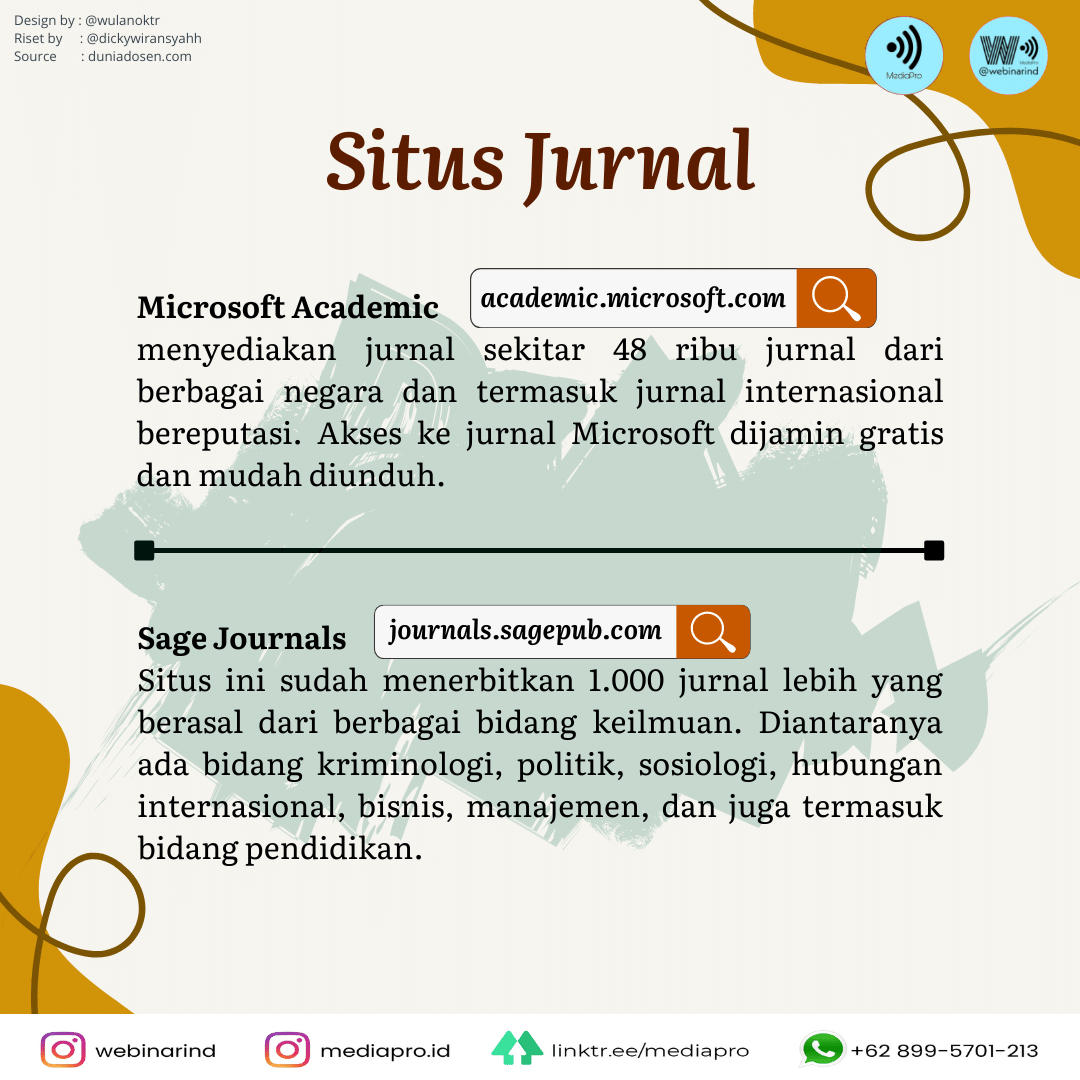 Design by : @wulanoktr
Riset by : @dickywiransyahh
Source : duniadosen.com
MediaPro
W
MediaPro
@webinarind
Situs Jurnal
Microsoft Academic
academic.microsoft.com
menyediakan jurnal sekitar 48 ribu jurnal dari
berbagai negara dan termasuk jurnal internasional
bereputasi. Akses ke jurnal Microsoft dijamin gratis
dan mudah diunduh.
Sage Journals
journals.sagepub.com
Situs ini sudah menerbitkan 1.000 jurnal lebih yang
berasal dari berbagai bidang keilmuan. Diantaranya
ada bidang kriminologi, politik, sosiologi, hubungan
internasional, bisnis, manajemen, dan juga termasuk
bidang pendidikan.
webinarind
mediapro.id
linktr.ee/mediapro
+62 899-5701-213